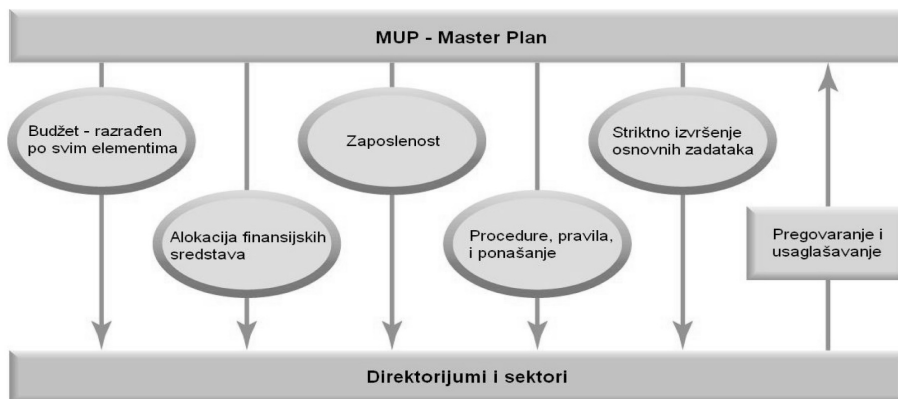 MUP - Master Plan
Budžet - razrađen
po svim elementima
Zaposlenost
Striktno izvršenje
osnovnih zadataka
Alokacija finansijskih
sredstava
Procedure, pravila,
i ponašanje
Pregovaranje i
usaglašavanje
Direktorijumi i sektori